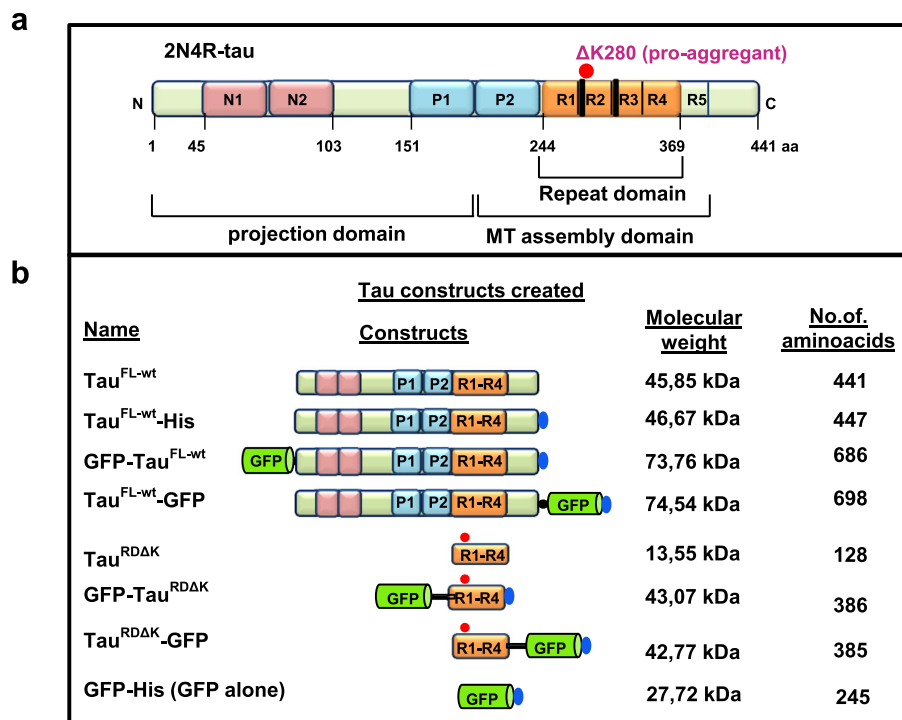 a
2N4R-tau
ΔK280 (pro-aggregant)
N N1 N2 P1 P2 R1 R2 R3 R4 R5 C
1 45 103 151 244 369 441 aa
Repeat domain
projection domain MT assembly domain
b
Tau constructs created
Name Constructs Molecular weight No.of. aminoacids
Tau^FL-wt P1 P2 R1-R4 45,85 kDa 441
Tau^FL-wt-His P1 P2 R1-R4 46,67 kDa 447
GFP-Tau^FL-wt GFP P1 P2 R1-R4 73,76 kDa 686
Tau^FL-wt-GFP P1 P2 R1-R4 GFP 74,54 kDa 698
Tau^RDΔK R1-R4 13,55 kDa 128
GFP-Tau^RDΔK GFP R1-R4 43,07 kDa 386
Tau^RDΔK-GFP R1-R4 GFP 42,77 kDa 385
GFP-His (GFP alone) GFP 27,72 kDa 245